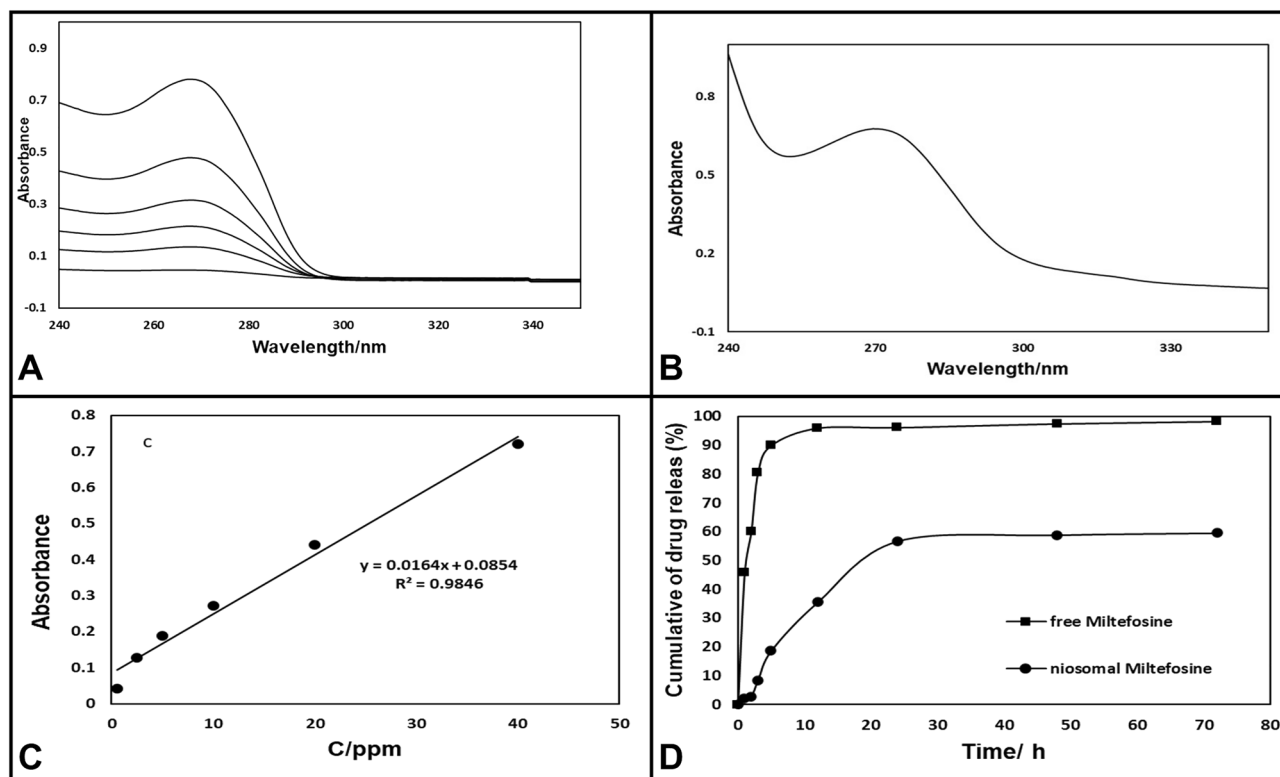 0.9
0.7
0.5
0.3
0.1
-0.1
Absorbance
240 260 280 300 320 340
Wavelength/nm
A
0.8
0.5
0.2
-0.1
Absorbance
240 270 300 330
Wavelength/nm
B
0.8
0.7
0.6
0.5
0.4
0.3
0.2
0.1
0
Absorbance
C
y = 0.0164x + 0.0854
R² = 0.9846
0 10 20 30 40 50
C/ppm
C
100
90
80
70
60
50
40
30
20
10
0
Cumulative of drug releas (%)
free Miltefosine
niosomal Miltefosine
0 10 20 30 40 50 60 70 80
Time/ h
D